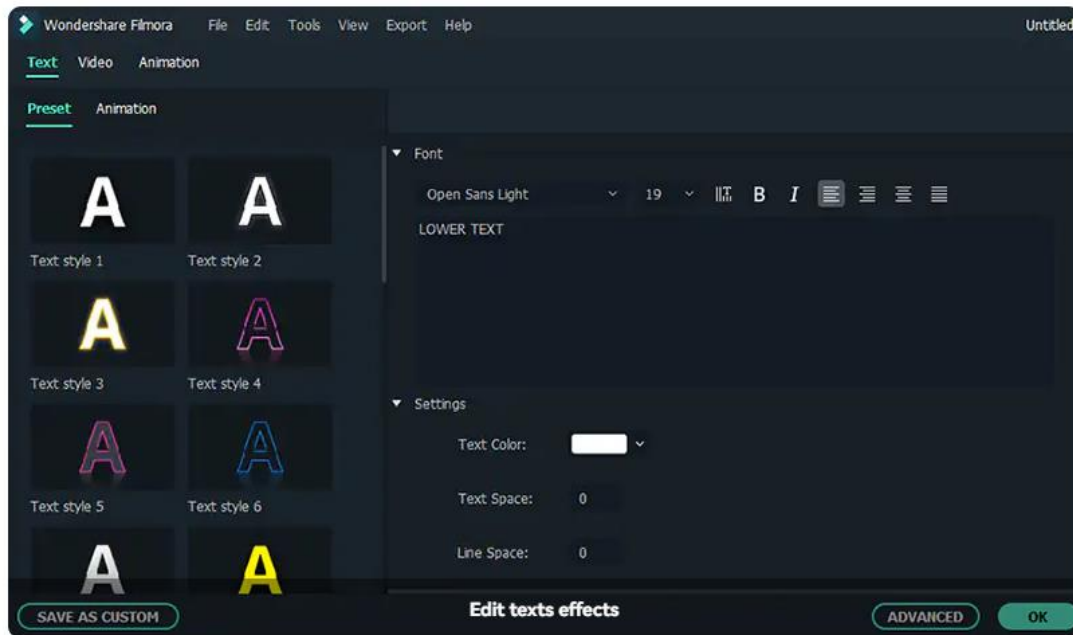 Wondershare Filmora File Edit Tools View Export Help Untitled
Text Video Animation
Preset Animation
Font
Open Sans Light 19 B I
LOWER TEXT
A A
Text style 1 Text style 2
A A
Text style 3 Text style 4
A A
Text style 5 Text style 6
A A
Settings
Text Color:
Text Space: 0
Line Space: 0
SAVE AS CUSTOM Edit texts effects ADVANCED OK